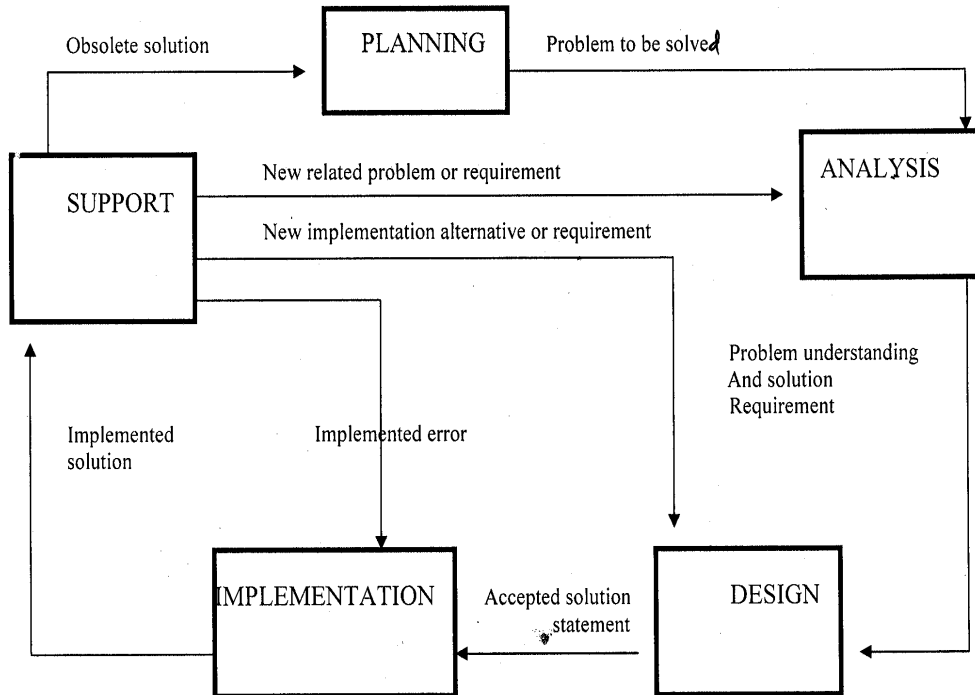 PLANNING
Obsolete solution
Problem to be solved
ANALYSIS
New related problem or requirement
SUPPORT
New implementation alternative or requirement
Problem understanding
And solution
Requirement
Implemented
solution
Implemented error
IMPLEMENTATION
Accepted solution
statement
DESIGN